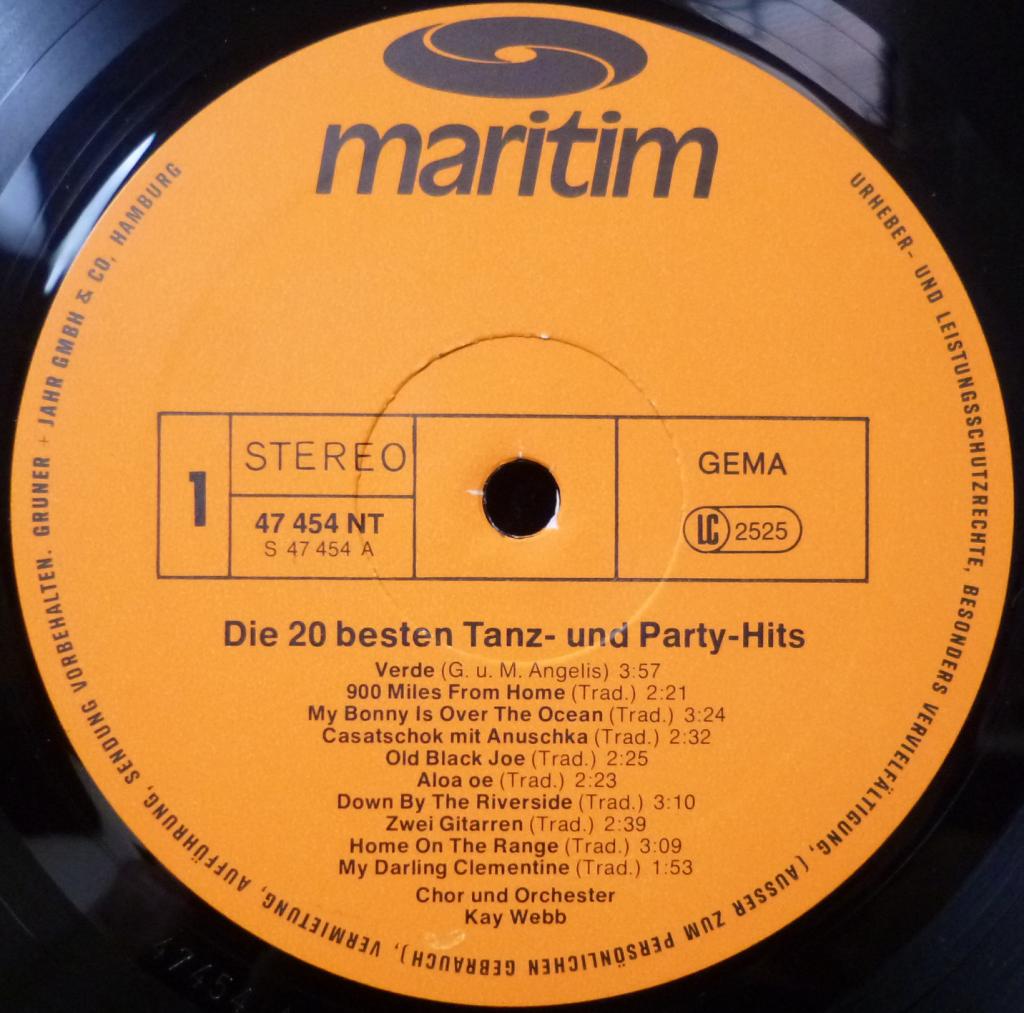 maritim
1
STEREO
47 454 NT
S 47 454 A
GEMA
LC 2525
Die 20 besten Tanz- und Party-Hits
Verde (G. u. M. Angelis) 3:57
900 Miles From Home (Trad.) 2:21
My Bonny Is Over The Ocean (Trad.) 3:24
Casatschok mit Anuschka (Trad.) 2:32
Old Black Joe (Trad.) 2:25
Aloa oe (Trad.) 2:23
Down By The Riverside (Trad.) 3:10
Zwei Gitarren (Trad.) 2:39
Home On The Range (Trad.) 3:09
My Darling Clementine (Trad.) 1:53
Chor und Orchester
Kay Webb
URHEBER- UND LEISTUNGSSCHUTZRECHTE, BESONDERS VERVIELFÄLTIGUNG, (AUSSER ZUM PERSÖNLICHEN GEBRAUCH), VERMIETUNG, AUFFÜHRUNG, SENDUNG VORBEHALTEN. GRUNER + JAHR GMBH & CO, HAMBURG